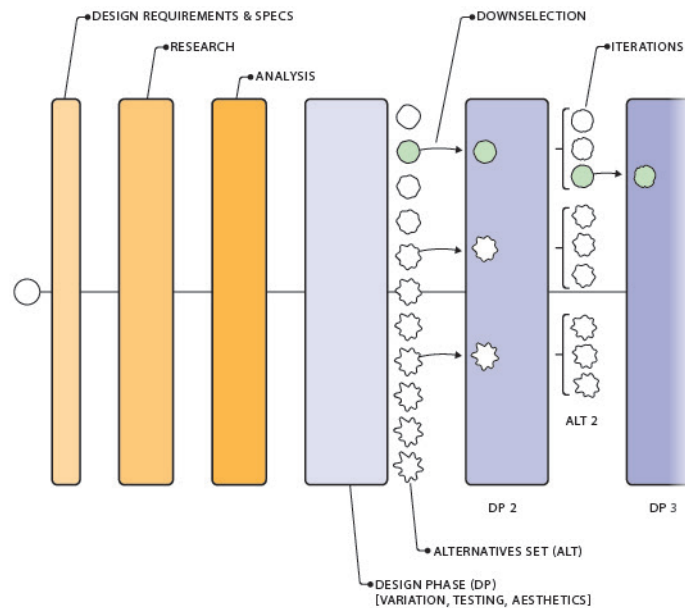 DESIGN REQUIREMENTS & SPECS
DOWNSELECTION
RESEARCH
ITERATIONS
ANALYSIS
ALT 2
DP 2
DP 3
ALTERNATIVES SET (ALT)
DESIGN PHASE (DP)
[VARIATION, TESTING, AESTHETICS]